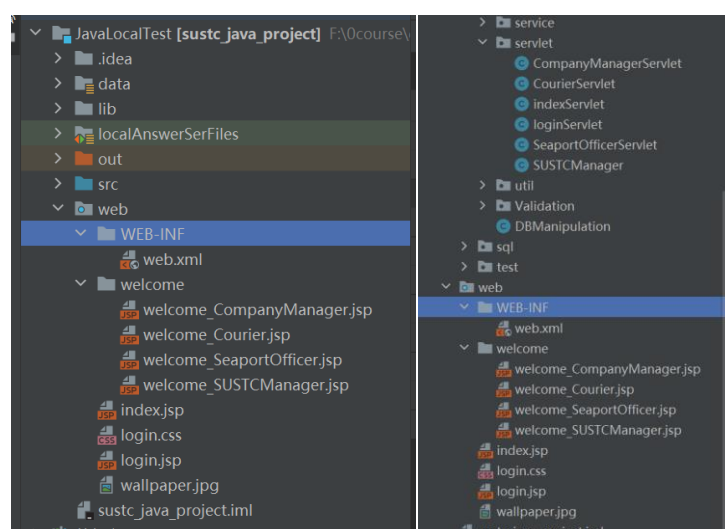 JavaLocalTest [sustc_java_project] F:\0course\
.idea
data
lib
localAnswerSerFiles
out
src
web
WEB-INF
web.xml
welcome
welcome_CompanyManager.jsp
welcome_Courier.jsp
welcome_SeaportOfficer.jsp
welcome_SUSTCManager.jsp
index.jsp
login.css
login.jsp
wallpaper.jpg
sustc_java_project.iml
service
servlet
CompanyManagerServlet
CourierServlet
indexServlet
loginServlet
SeaportOfficerServlet
SUSTCManager
util
Validation
DBManipulation
sql
test
web
WEB-INF
web.xml
welcome
welcome_CompanyManager.jsp
welcome_Courier.jsp
welcome_SeaportOfficer.jsp
welcome_SUSTCManager.jsp
index.jsp
login.css
login.jsp
wallpaper.jpg